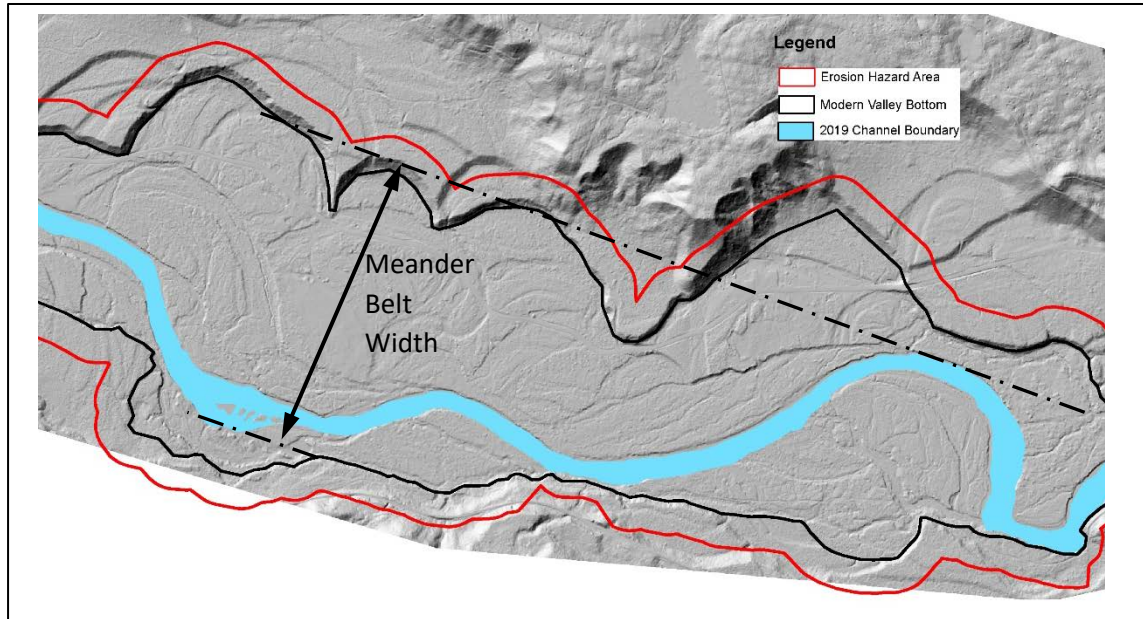 Legend
Erosion Hazard Area
Modern Valley Bottom
2019 Channel Boundary
Meander
Belt
Width